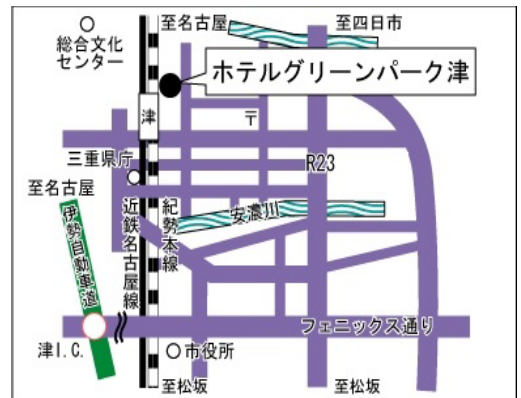 至名古屋
至四日市
総合文化
センター
ホテルグリーンパーク津
津
〒
三重県庁
R23
至名古屋
伊勢自動車道
近鉄名古屋線
紀勢本線
安濃川
フェニックス通り
津I.C.
市役所
至松坂
至松坂